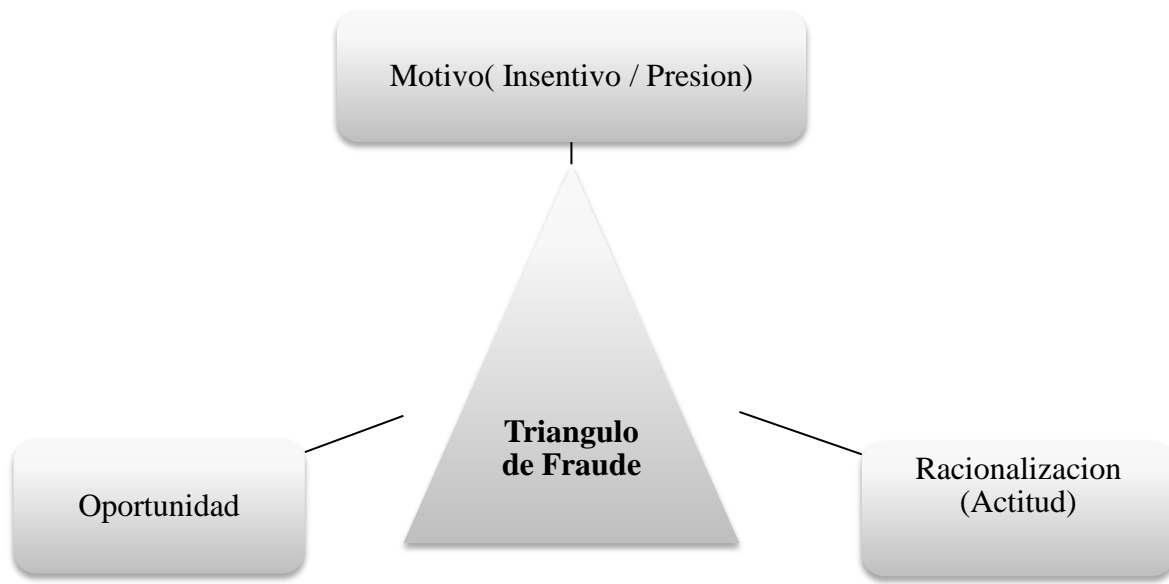 Motivo( Insentivo / Presion)
Triangulo
de Fraude
Oportunidad
Racionalizacion
(Actitud)